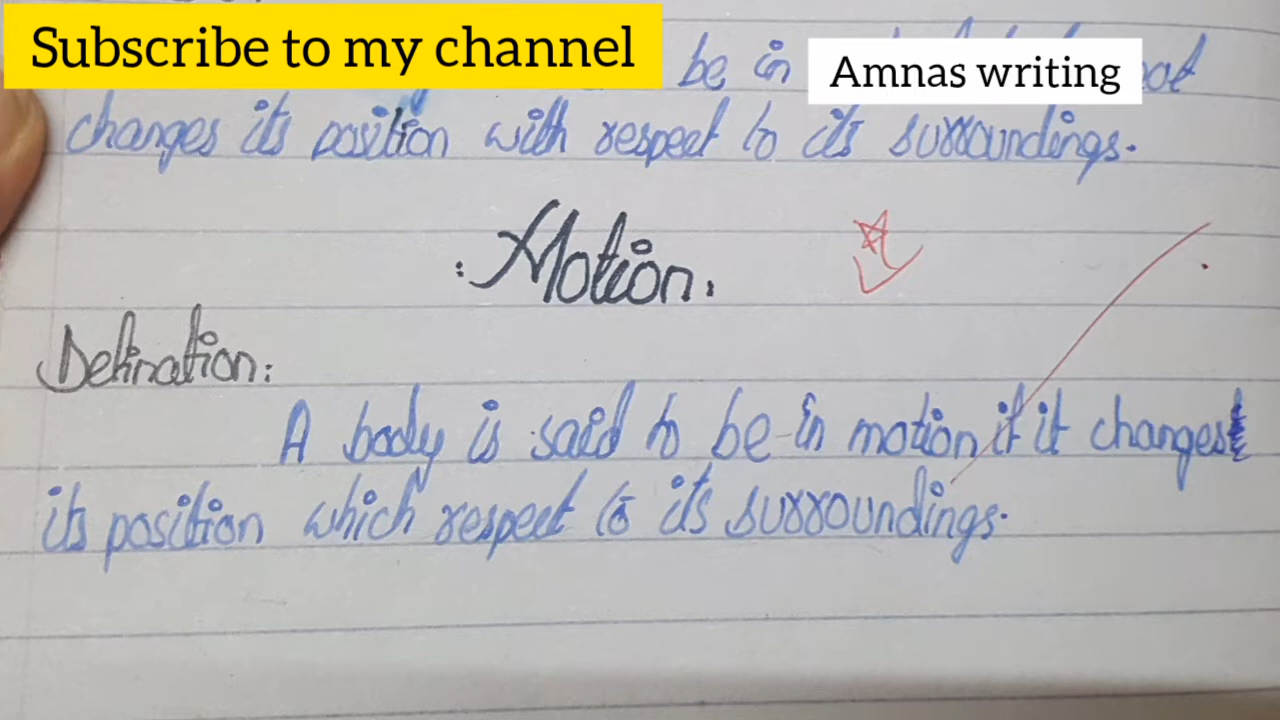 Subscribe to my channel
be in
Amnas writing
changes its position with respect to its surroundings.
: Motion :
Defination:
A body is said to be in motion if it changes
its position which respect to its surroundings.